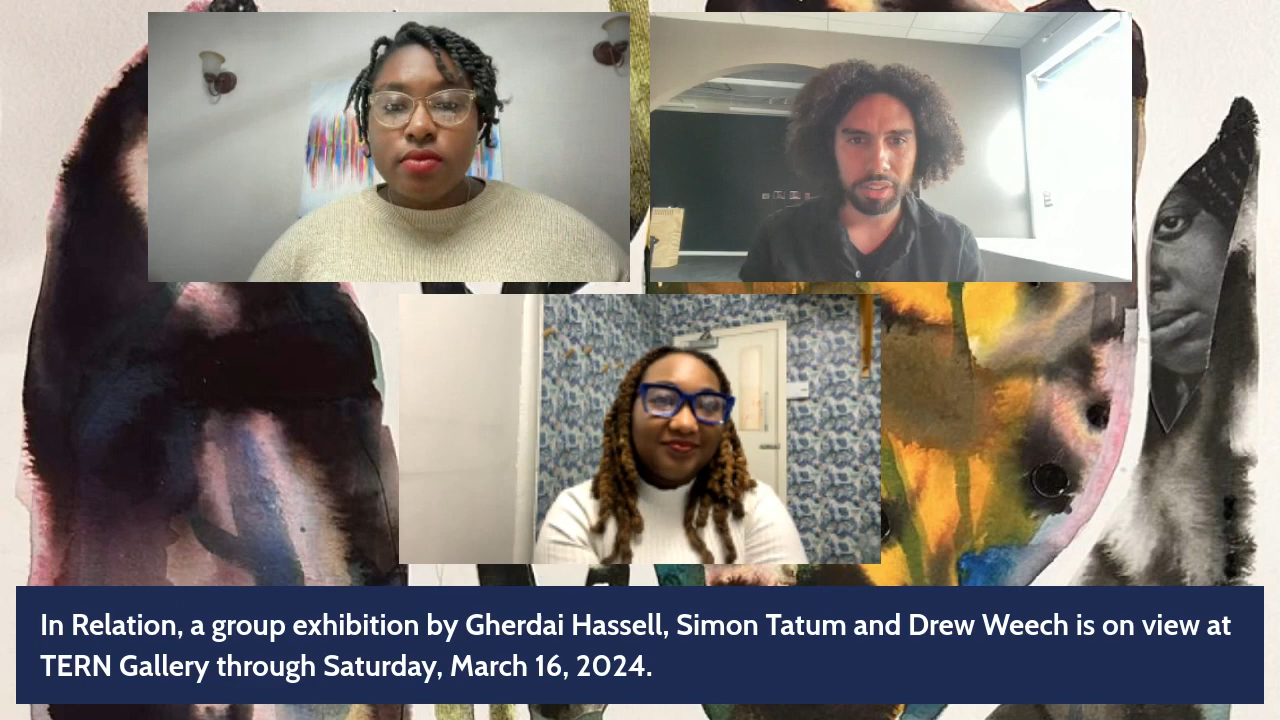 In Relation, a group exhibition by Gherdai Hassell, Simon Tatum and Drew Weech is on view at
TERN Gallery through Saturday, March 16, 2024.